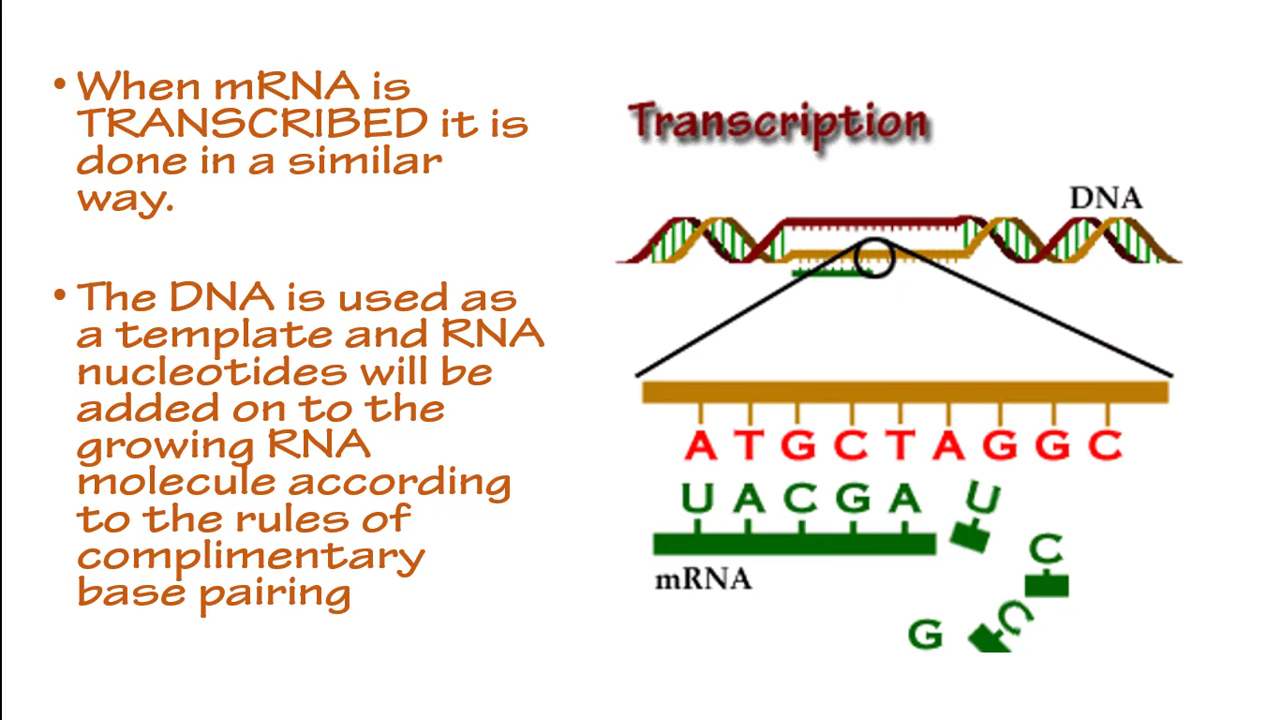 • When mRNA is
TRANSCRIBED it is
done in a similar
way.
• The DNA is used as
a template and RNA
nucleotides will be
added on to the
growing RNA
molecule according
to the rules of
complimentary
base pairing
Transcription
DNA
A T G C T A G G C
U A C G A U
C
mRNA
C
G